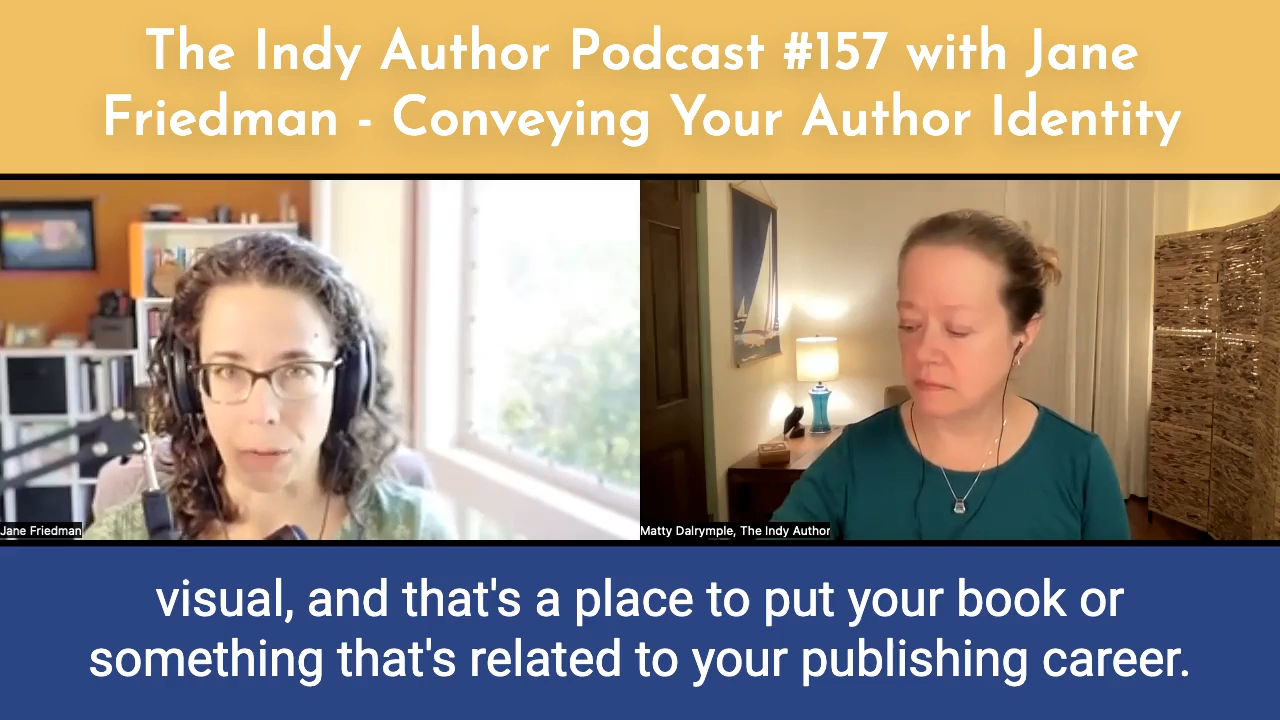 The Indy Author Podcast #157 with Jane
Friedman - Conveying Your Author Identity
Jane Friedman
Matty Dalrymple, The Indy Author
visual, and that's a place to put your book or
something that's related to your publishing career.